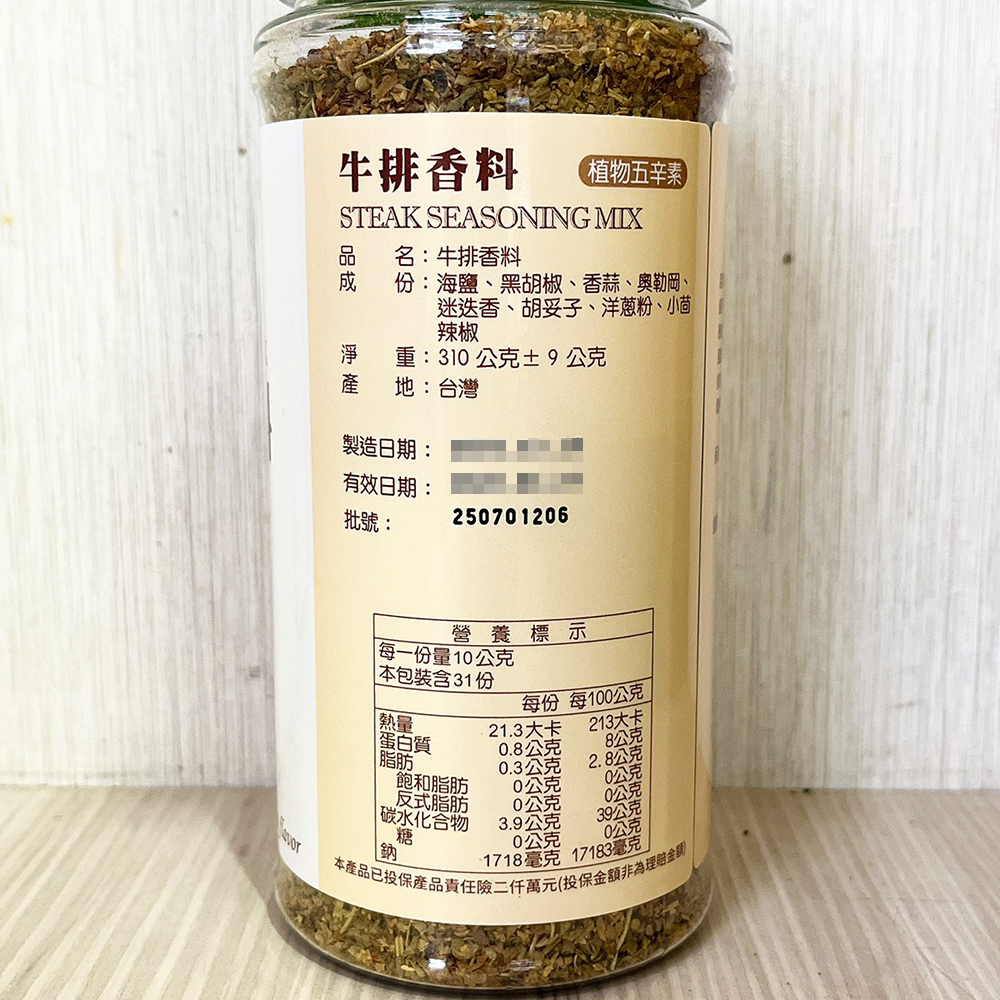 牛排香料
植物五辛素
STEAK SEASONING MIX
品名：牛排香料
成份：海鹽、黑胡椒、香蒜、奧勒岡、
迷迭香、胡妥子、洋蔥粉、小茴
辣椒
淨重：310 公克± 9 公克
產地：台灣
製造日期：
有效日期：
批號： 250701206
營養標示
每一份量10公克
本包裝含31份
每份 每100公克
熱量 21.3大卡 213大卡
蛋白質 0.8公克 8公克
脂肪 0.3公克 2.8公克
飽和脂肪 0公克 0公克
反式脂肪 0公克 0公克
碳水化合物 3.9公克 39公克
糖 0公克 0公克
鈉 1718毫克 17183毫克
本產品已投保產品責任險二仟萬元(投保金額非為理賠金額)